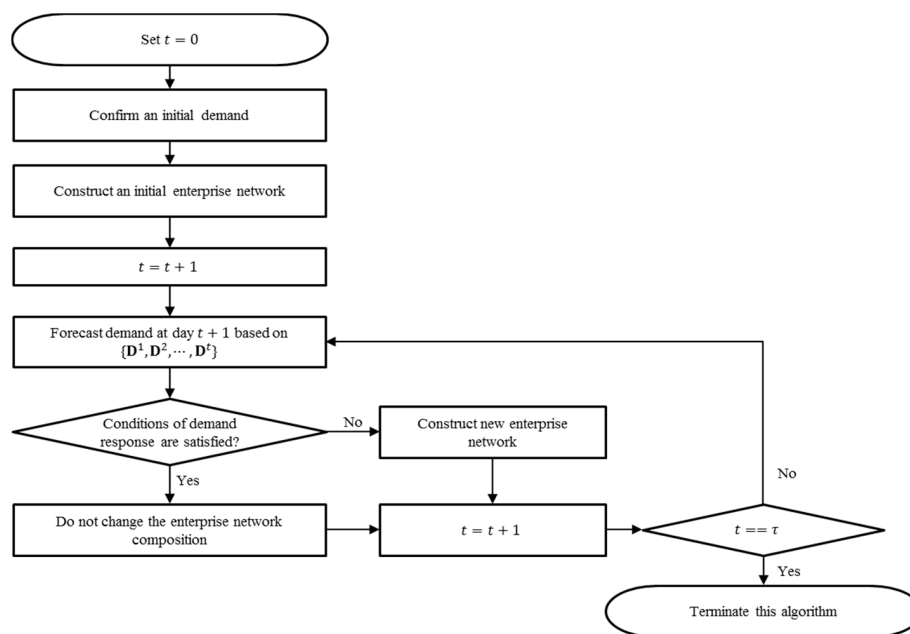 Set t = 0
Confirm an initial demand
Construct an initial enterprise network
t = t + 1
Forecast demand at day t + 1 based on
{D¹, D², ⋯ , Dᵗ}
Conditions of demand
response are satisfied?
No
Construct new enterprise
network
Yes
Do not change the enterprise network
composition
t = t + 1
t == τ
No
Yes
Terminate this algorithm